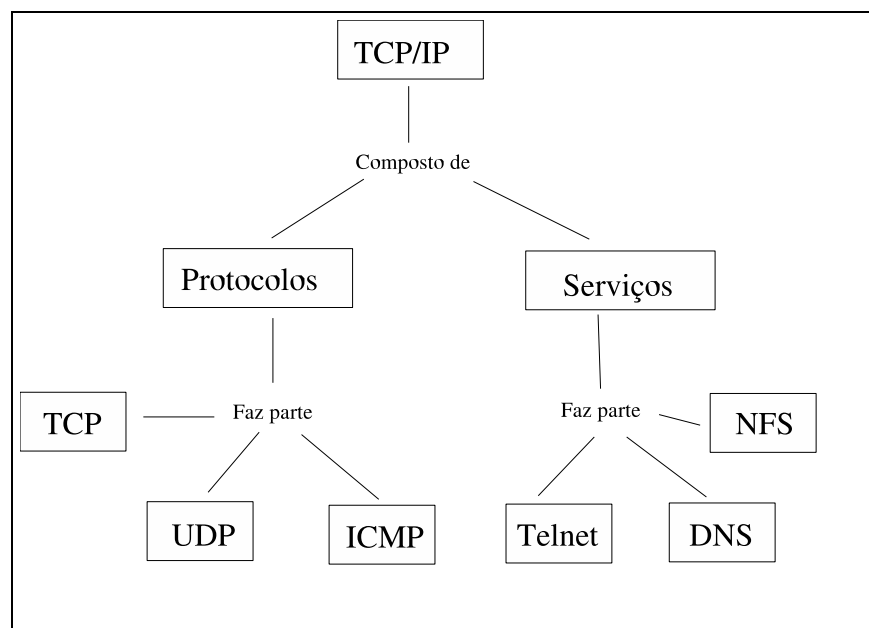 TCP/IP
Composto de
Protocolos
Serviços
Faz parte
Faz parte
TCP
NFS
UDP
ICMP
Telnet
DNS